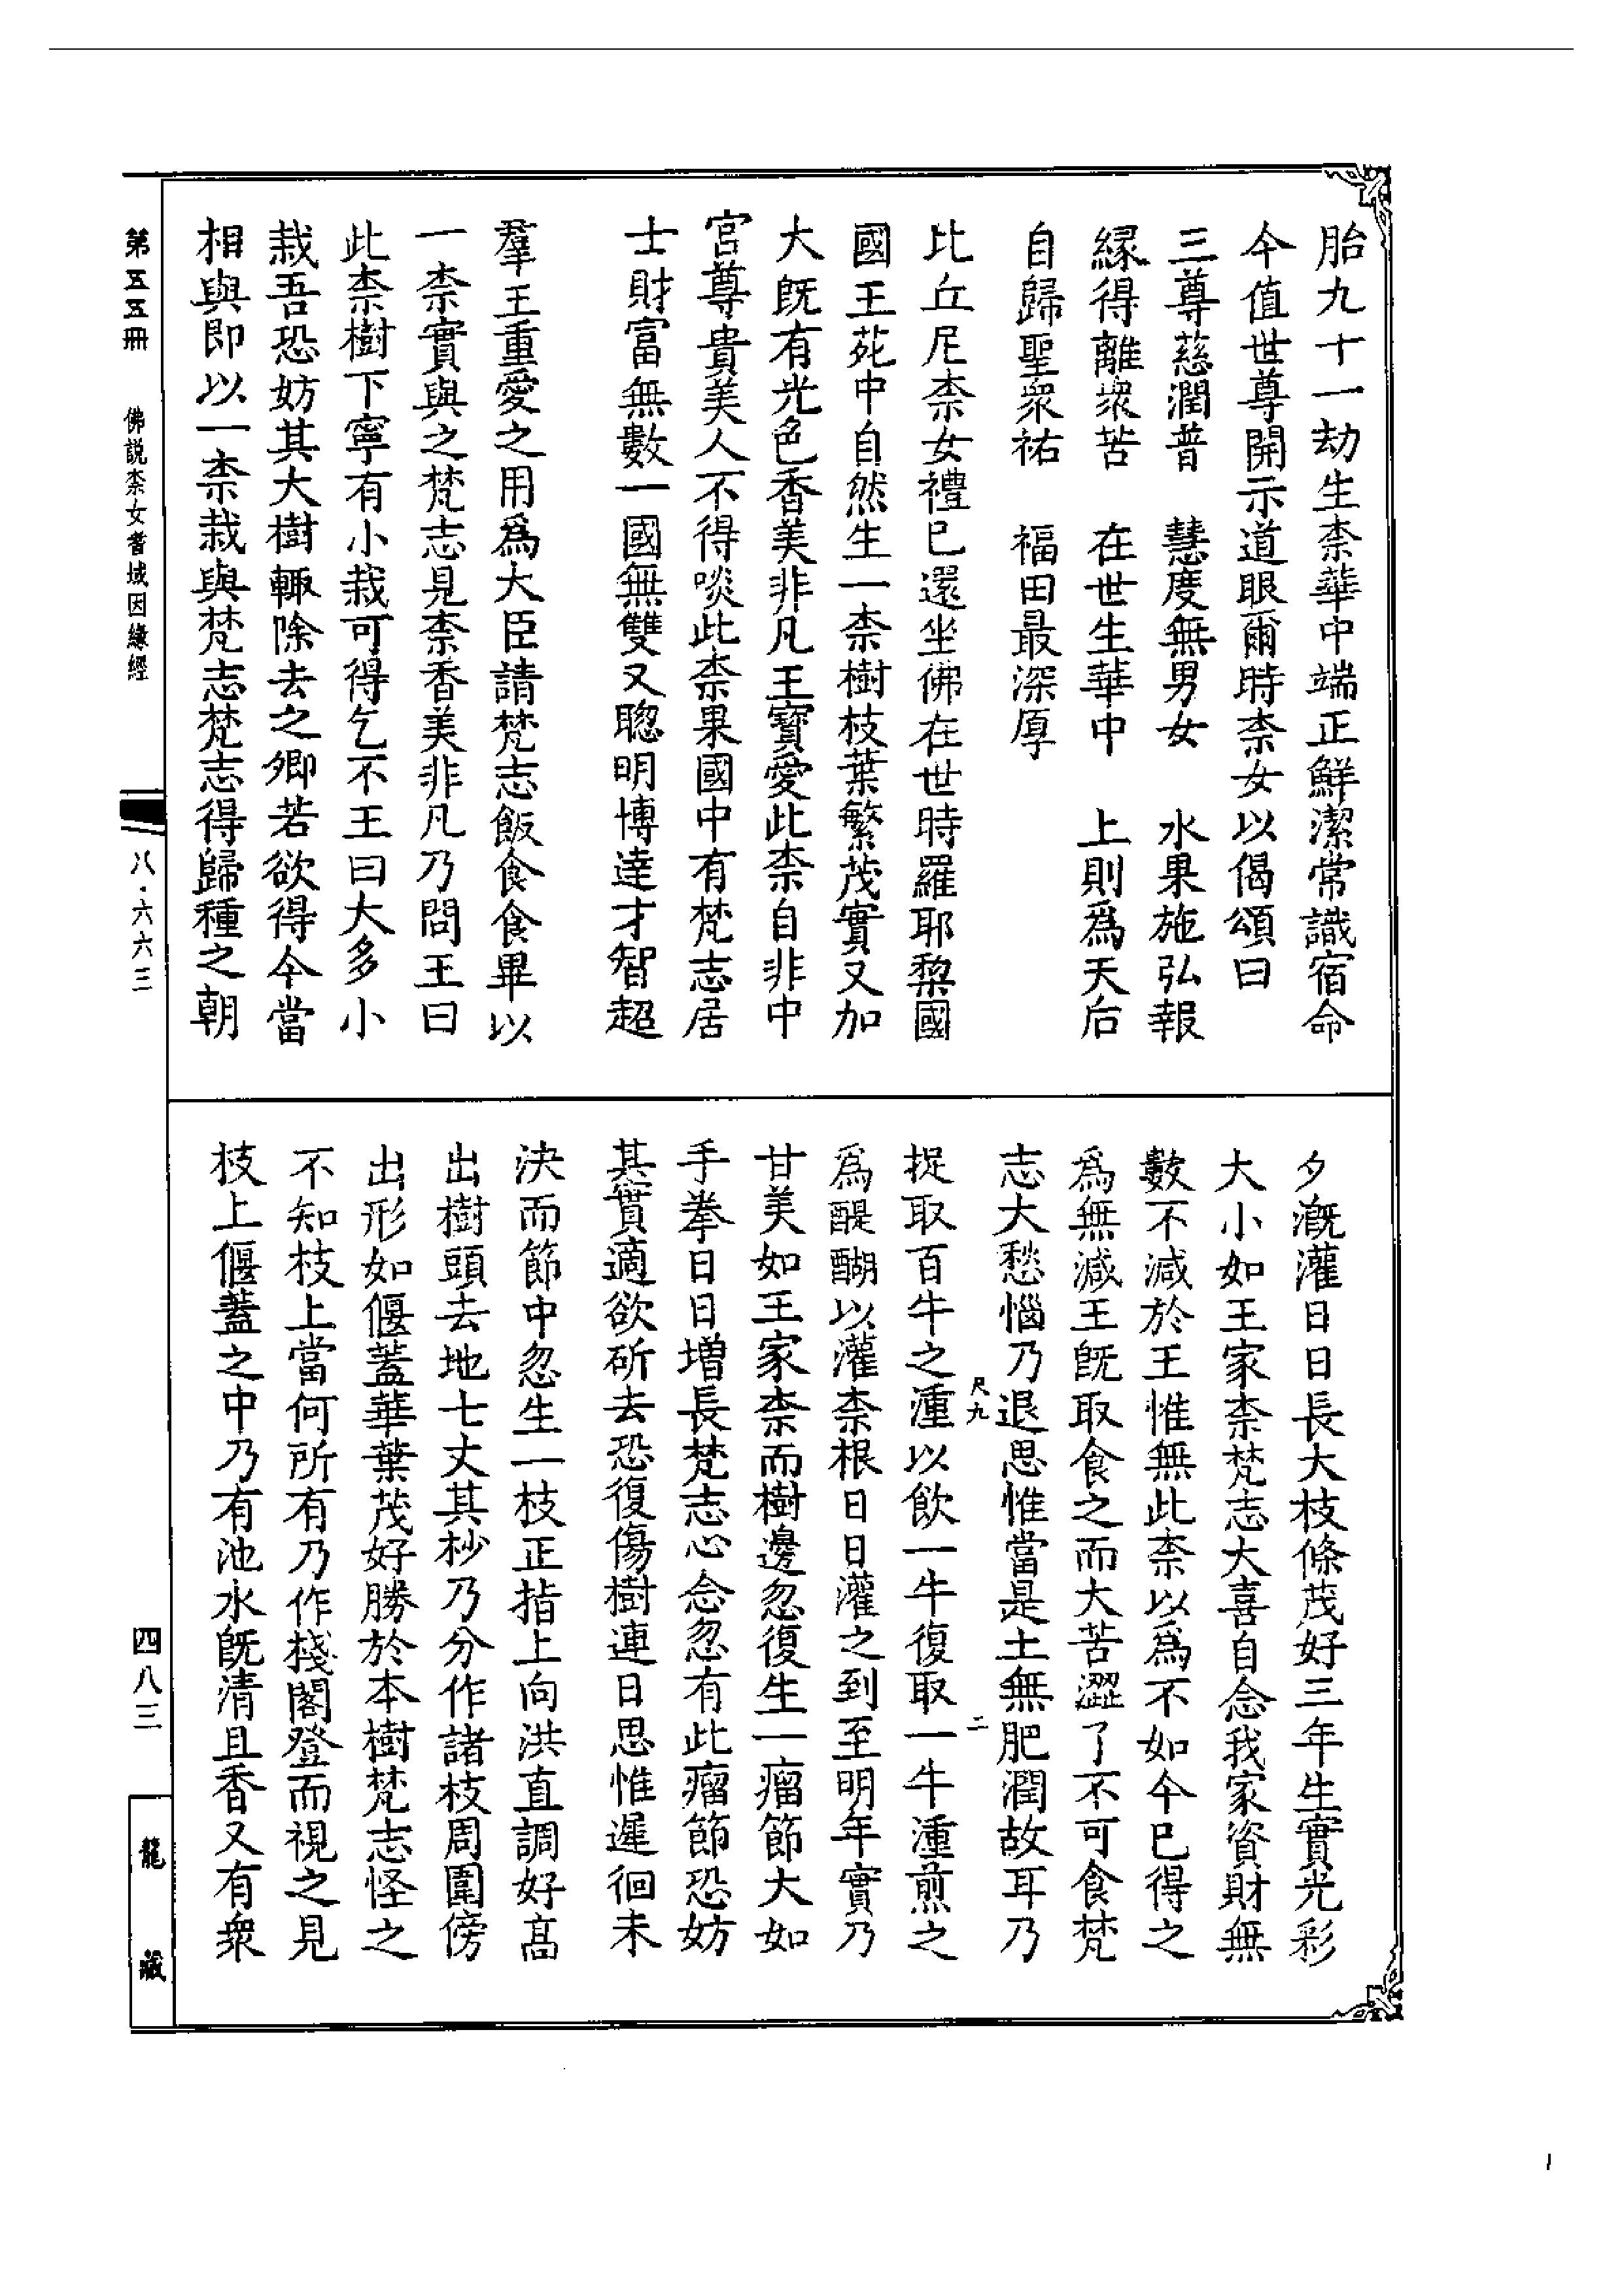 胎九十一劫生柰華中端正鮮潔常識宿命
今值世尊開示道眼爾時柰女以偈頌曰
三尊慈潤普　慧度無男女　水果施弘報
緣得離衆苦　在世生華中　上則爲天后
自歸聖衆祐　福田最深厚
比丘尼柰女禮已還坐佛在世時羅耶棃國
國王苑中自然生一柰樹枝葉繁茂實又加
大旣有光色香美非凡王寶愛此柰自非中
宮尊貴美人不得啖此柰果國中有梵志居
士財富無數一國無雙又聰明博達才智超
羣王重愛之用爲大臣請梵志飯食食畢以
一柰實與之梵志見柰香美非凡乃問王曰
此柰樹下寧有小栽可得乞不王曰大多小
栽吾恐妨其大樹輙除去之卿若欲得今當
相與即以一柰栽與梵志梵志得歸種之朝
夕漑灌日日長大枝條茂好三年生實光彩
大小如王家柰梵志大喜自念我家資財無
數不減於王惟無此柰以爲不如今已得之
爲無減王旣取食之而大苦澀了不可食梵
志大愁惱乃退思惟當是土無肥潤故耳乃
尺九　二
捉取百牛之湩以飲一牛復取一牛湩煎之
爲醍醐以灌柰根日日灌之到至明年實乃
甘美如王家柰而樹邊忽復生一瘤節大如
手拳日日增長梵志心念忽有此瘤節恐妨
其實適欲斫去恐復傷樹連日思惟遲徊未
決而節中忽生一枝正指上向洪直調好高
出樹頭去地七丈其杪乃分作諸枝周圍傍
出形如偃蓋華葉茂好勝於本樹梵志怪之
不知枝上當何所有乃作棧閣登而視之見
枝上偃蓋之中乃有池水旣清且香又有衆
第五五冊　佛説柰女耆域因緣經　八·六六三
四八三
龍藏